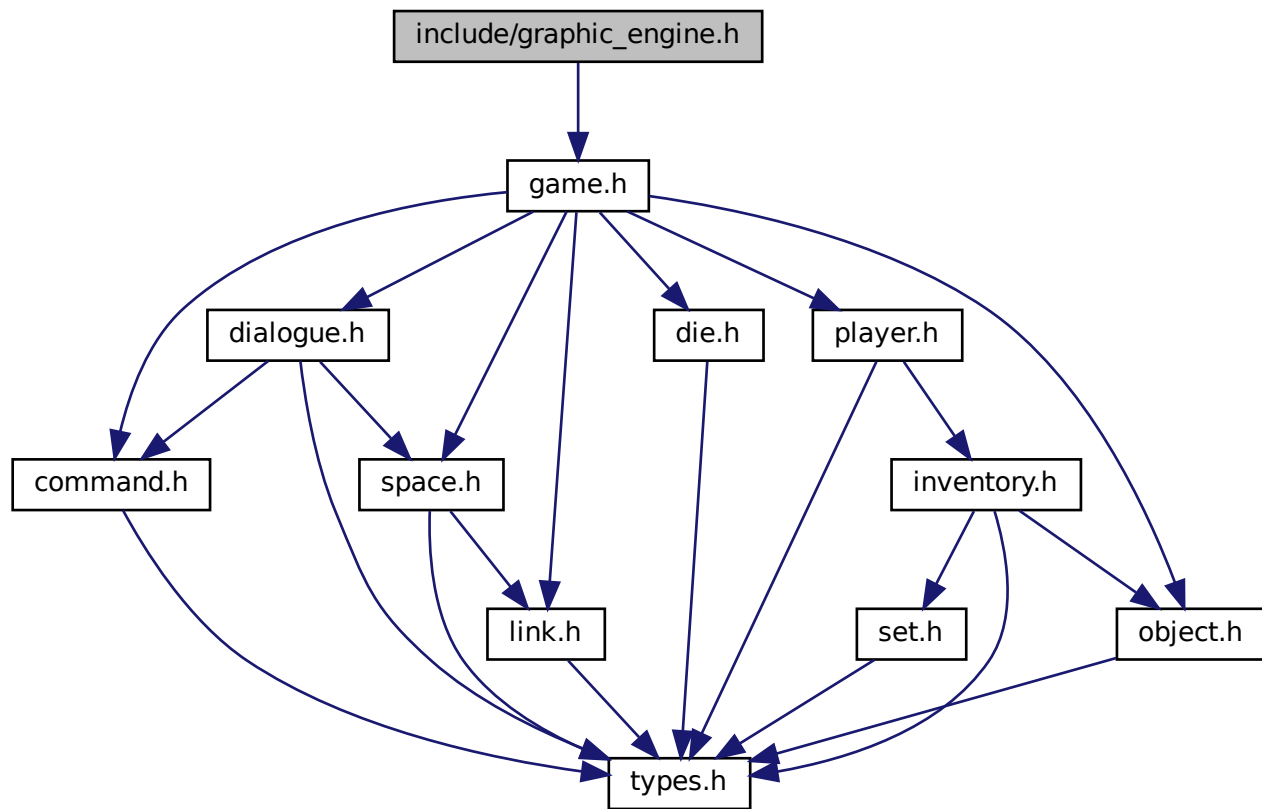 include/graphic_engine.h
game.h
dialogue.h
die.h
player.h
command.h
space.h
inventory.h
link.h
set.h
object.h
types.h